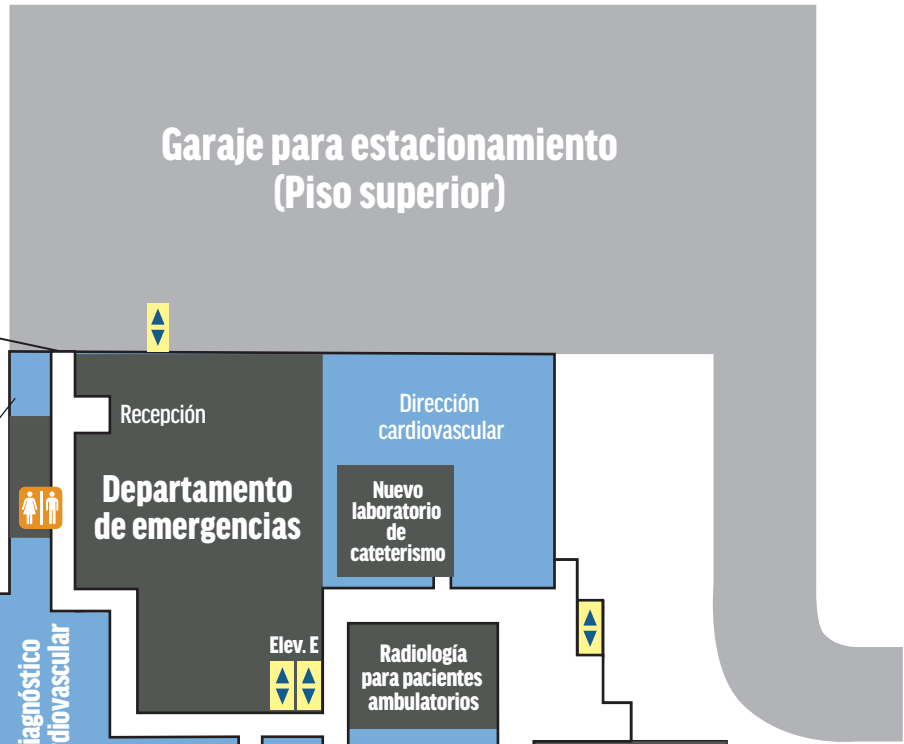 Garaje para estacionamiento
(Piso superior)
Recepción
Departamento
de emergencias
Dirección
cardiovascular
Nuevo
laboratorio
de
cateterismo
Elev. E
Radiología
para pacientes
ambulatorios